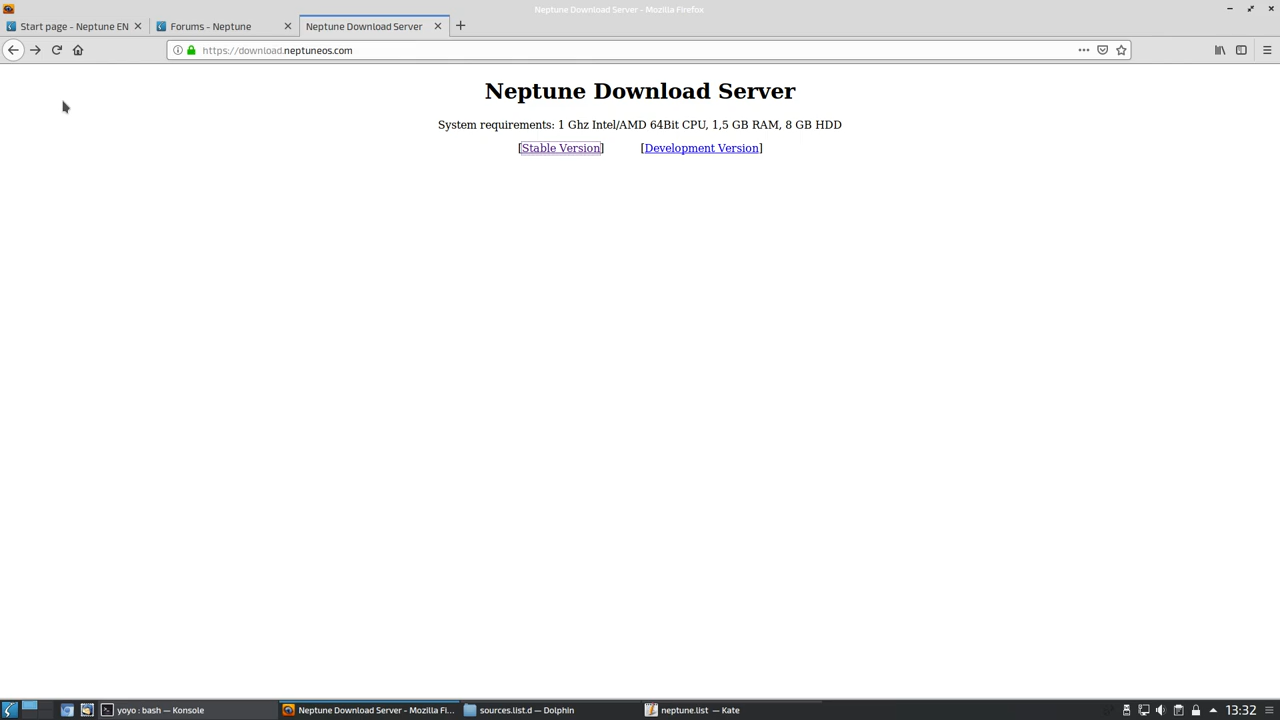 Neptune Download Server - Mozilla Firefox
Start page - Neptune EN
Forums - Neptune
Neptune Download Server
https://download.neptuneos.com
Neptune Download Server
System requirements: 1 Ghz Intel/AMD 64Bit CPU, 1,5 GB RAM, 8 GB HDD
[Stable Version] [Development Version]
yoyo : bash — Konsole
Neptune Download Server - Mozilla Fi...
sources.list.d — Dolphin
neptune.list — Kate
13:32